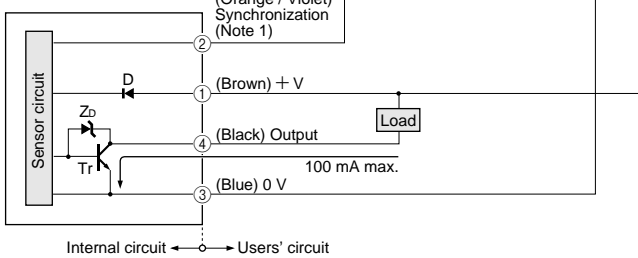 (Orange / Violet)
Synchronization
(Note 1)
2
D
1
(Brown) + V
Sensor circuit
ZD
Load
4
(Black) Output
Tr
100 mA max.
3
(Blue) 0 V
Internal circuit
Users' circuit